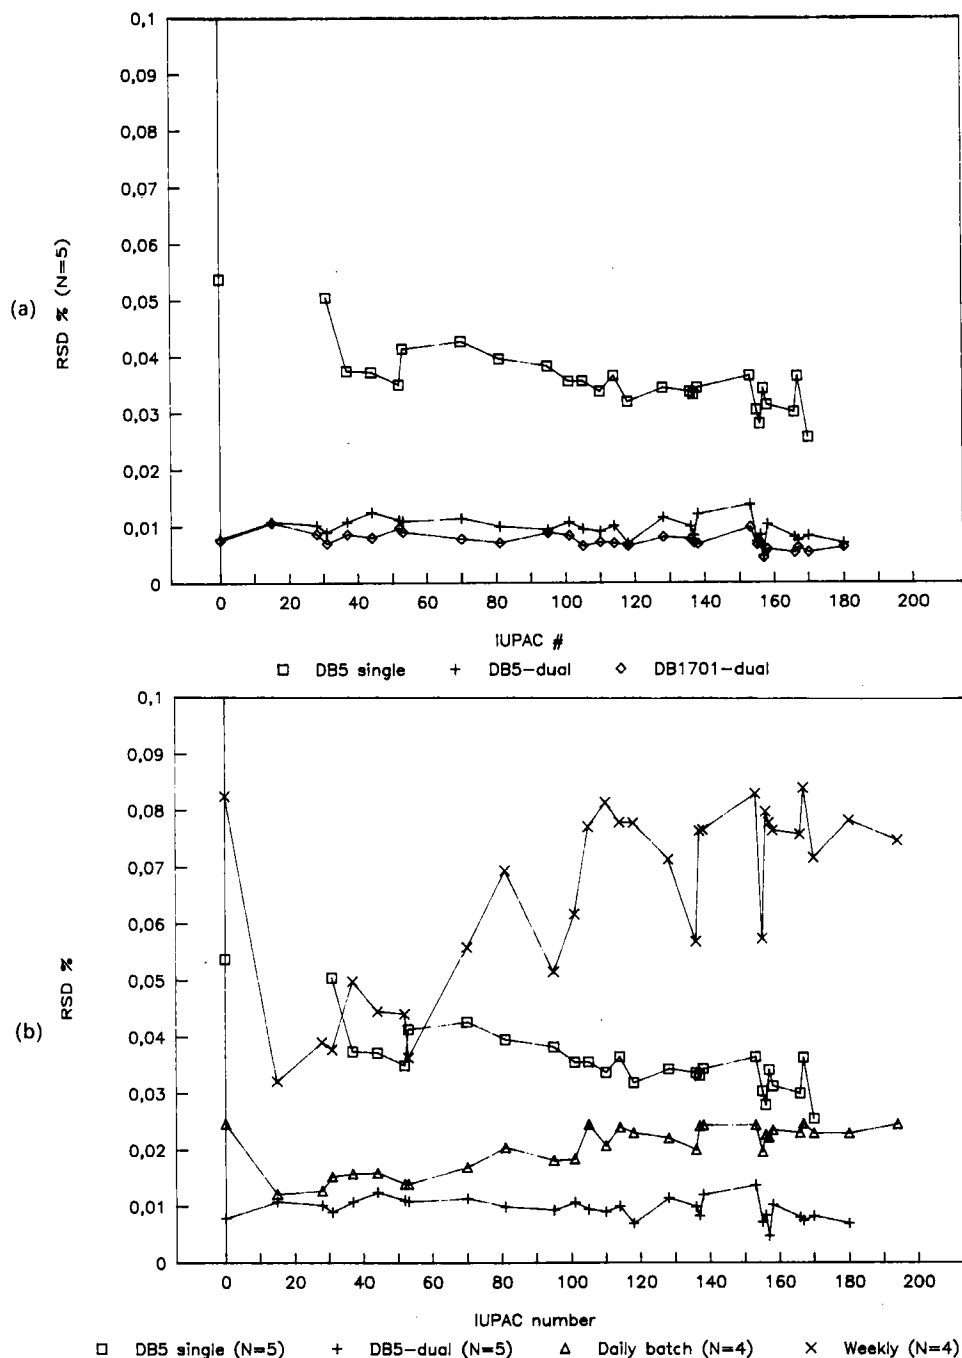 0,1
0,09
0,08
0,07
0,06
0,05
0,04
0,03
0,02
0,01
0
RSD % (N=5)
(a)
0 20 40 60 80 100 120 140 160 180 200
IUPAC #
DB5 single DB5-dual DB1701-dual
0,1
0,09
0,08
0,07
0,06
0,05
0,04
0,03
0,02
0,01
0
RSD %
(b)
0 20 40 60 80 100 120 140 160 180 200
IUPAC number
DB5 single (N=5) DB5-dual (N=5) Daily batch (N=4) Weekly (N=4)